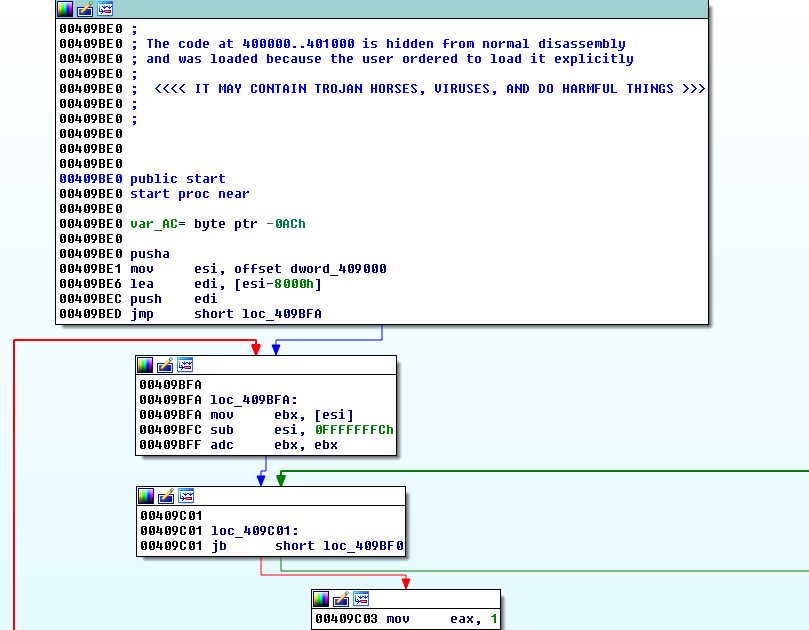 00409BE0 ;
00409BE0 ; The code at 400000..401000 is hidden from normal disassembly
00409BE0 ; and was loaded because the user ordered to load it explicitly
00409BE0 ;
00409BE0 ;  <<<< IT MAY CONTAIN TROJAN HORSES, VIRUSES, AND DO HARMFUL THINGS >>>
00409BE0 ;
00409BE0 ;
00409BE0
00409BE0
00409BE0
00409BE0 public start
00409BE0 start proc near
00409BE0
00409BE0 var_AC= byte ptr -0ACh
00409BE0
00409BE0 pusha
00409BE1 mov     esi, offset dword_409000
00409BE6 lea     edi, [esi-8000h]
00409BEC push    edi
00409BED jmp     short loc_409BFA
00409BFA
00409BFA loc_409BFA:
00409BFA mov     ebx, [esi]
00409BFC sub     esi, 0FFFFFFFCh
00409BFF adc     ebx, ebx
00409C01
00409C01 loc_409C01:
00409C01 jb      short loc_409BF0
00409C03 mov     eax, 1